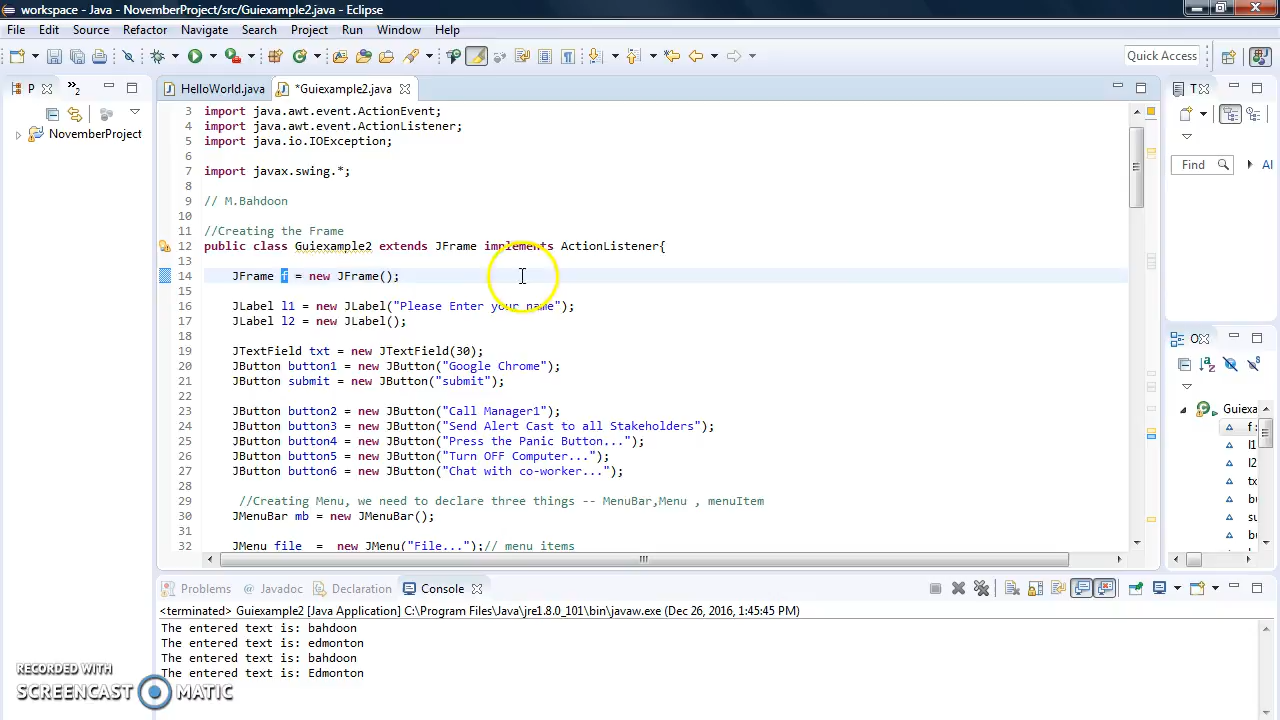 workspace - Java - NovemberProject/src/Guiexample2.java - Eclipse
File Edit Source Refactor Navigate Search Project Run Window Help
Quick Access
P
HelloWorld.java
*Guiexample2.java
T
NovemberProject
Find
Al
3 import java.awt.event.ActionEvent;
4 import java.awt.event.ActionListener;
5 import java.io.IOException;
7 import javax.swing.*;
8
9 // M.Bahdoon
10
11 //Creating the Frame
12 public class Guiexample2 extends JFrame implements ActionListener{
13
14 JFrame f = new JFrame();
15
16 JLabel l1 = new JLabel("Please Enter your name");
17 JLabel l2 = new JLabel();
18
19 JTextField txt = new JTextField(30);
20 JButton button1 = new JButton("Google Chrome");
21 JButton submit = new JButton("submit");
22
23 JButton button2 = new JButton("Call Manager1");
24 JButton button3 = new JButton("Send Alert Cast to all Stakeholders");
25 JButton button4 = new JButton("Press the Panic Button...");
26 JButton button5 = new JButton("Turn OFF Computer...");
27 JButton button6 = new JButton("Chat with co-worker...");
28
29 //Creating Menu, we need to declare three things -- MenuBar,Menu , menuItem
30 JMenuBar mb = new JMenuBar();
31
32 JMenu file = new JMenu("File...");// menu items
O
Guiexa
f :
l1
l2
tx
bu
su
bu
b
Problems
@ Javadoc
Declaration
Console
<terminated> Guiexample2 [Java Application] C:\Program Files\Java\jre1.8.0_101\bin\javaw.exe (Dec 26, 2016, 1:45:45 PM)
The entered text is: bahdoon
The entered text is: edmonton
The entered text is: bahdoon
The entered text is: Edmonton
RECORDED WITH
SCREENCAST MATIC